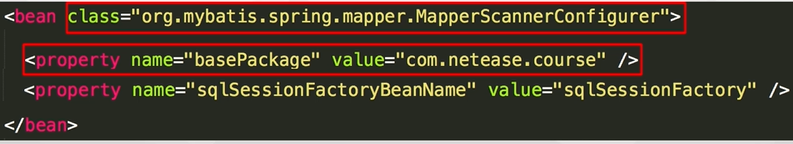 <bean class="org.mybatis.spring.mapper.MapperScannerConfigurer">
<property name="basePackage" value="com.netease.course" />
<property name="sqlSessionFactoryBeanName" value="sqlSessionFactory" />
</bean>